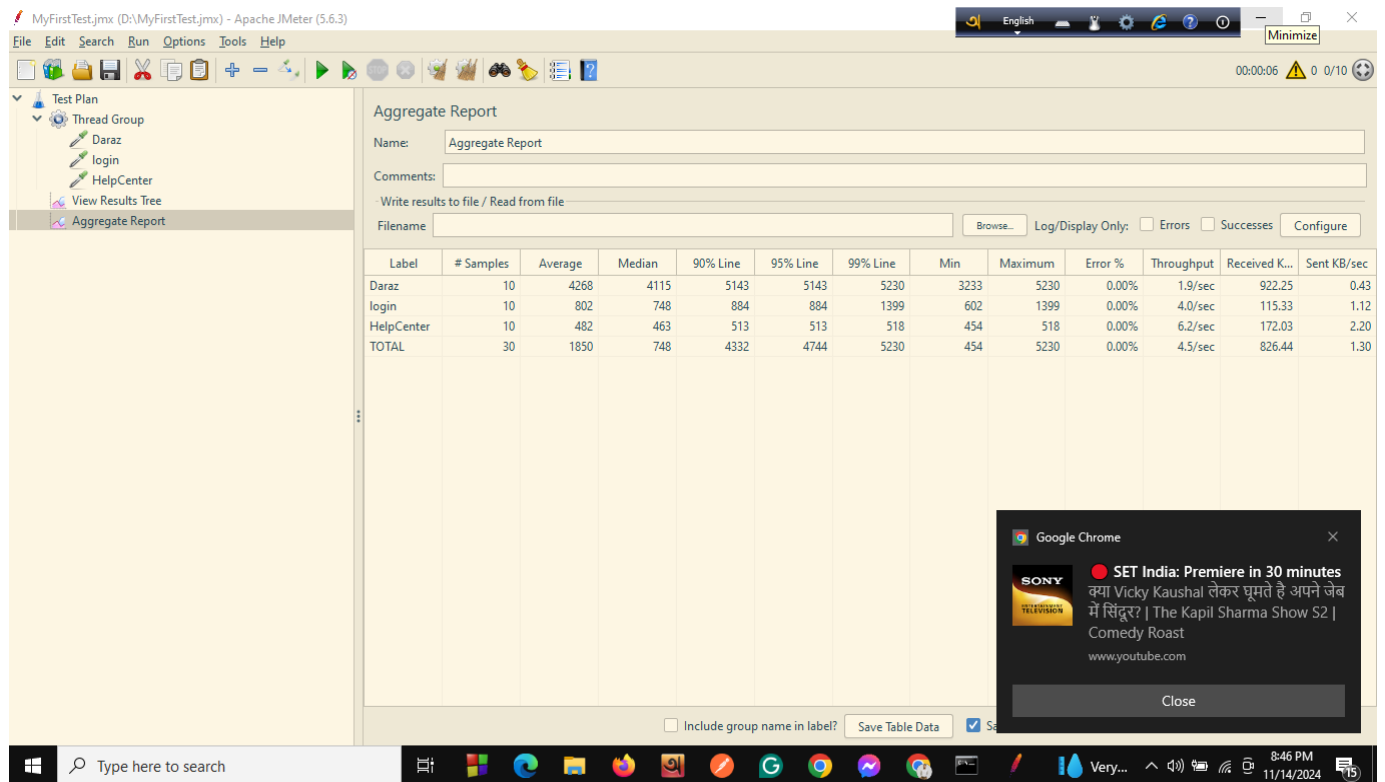 MyFirstTest.jmx (D:\MyFirstTest.jmx) - Apache JMeter (5.6.3)
English
Minimize
File Edit Search Run Options Tools Help
00:00:06 0 0/10
Test Plan
Thread Group
Daraz
login
HelpCenter
View Results Tree
Aggregate Report
Aggregate Report
Name: Aggregate Report
Comments:
Write results to file / Read from file
Filename Browse... Log/Display Only: Errors Successes Configure
Label # Samples Average Median 90% Line 95% Line 99% Line Min Maximum Error % Throughput Received K... Sent KB/sec
Daraz 10 4268 4115 5143 5143 5230 3233 5230 0.00% 1.9/sec 922.25 0.43
login 10 802 748 884 884 1399 602 1399 0.00% 4.0/sec 115.33 1.12
HelpCenter 10 482 463 513 513 518 454 518 0.00% 6.2/sec 172.03 2.20
TOTAL 30 1850 748 4332 4744 5230 454 5230 0.00% 4.5/sec 826.44 1.30
Google Chrome
SONY
TELEVISION
SET India: Premiere in 30 minutes
क्या Vicky Kaushal लेकर घूमते है अपने जेब
में सिंदूर? | The Kapil Sharma Show S2 |
Comedy Roast
www.youtube.com
Close
Include group name in label? Save Table Data
Type here to search
Very...
8:46 PM
11/14/2024
15